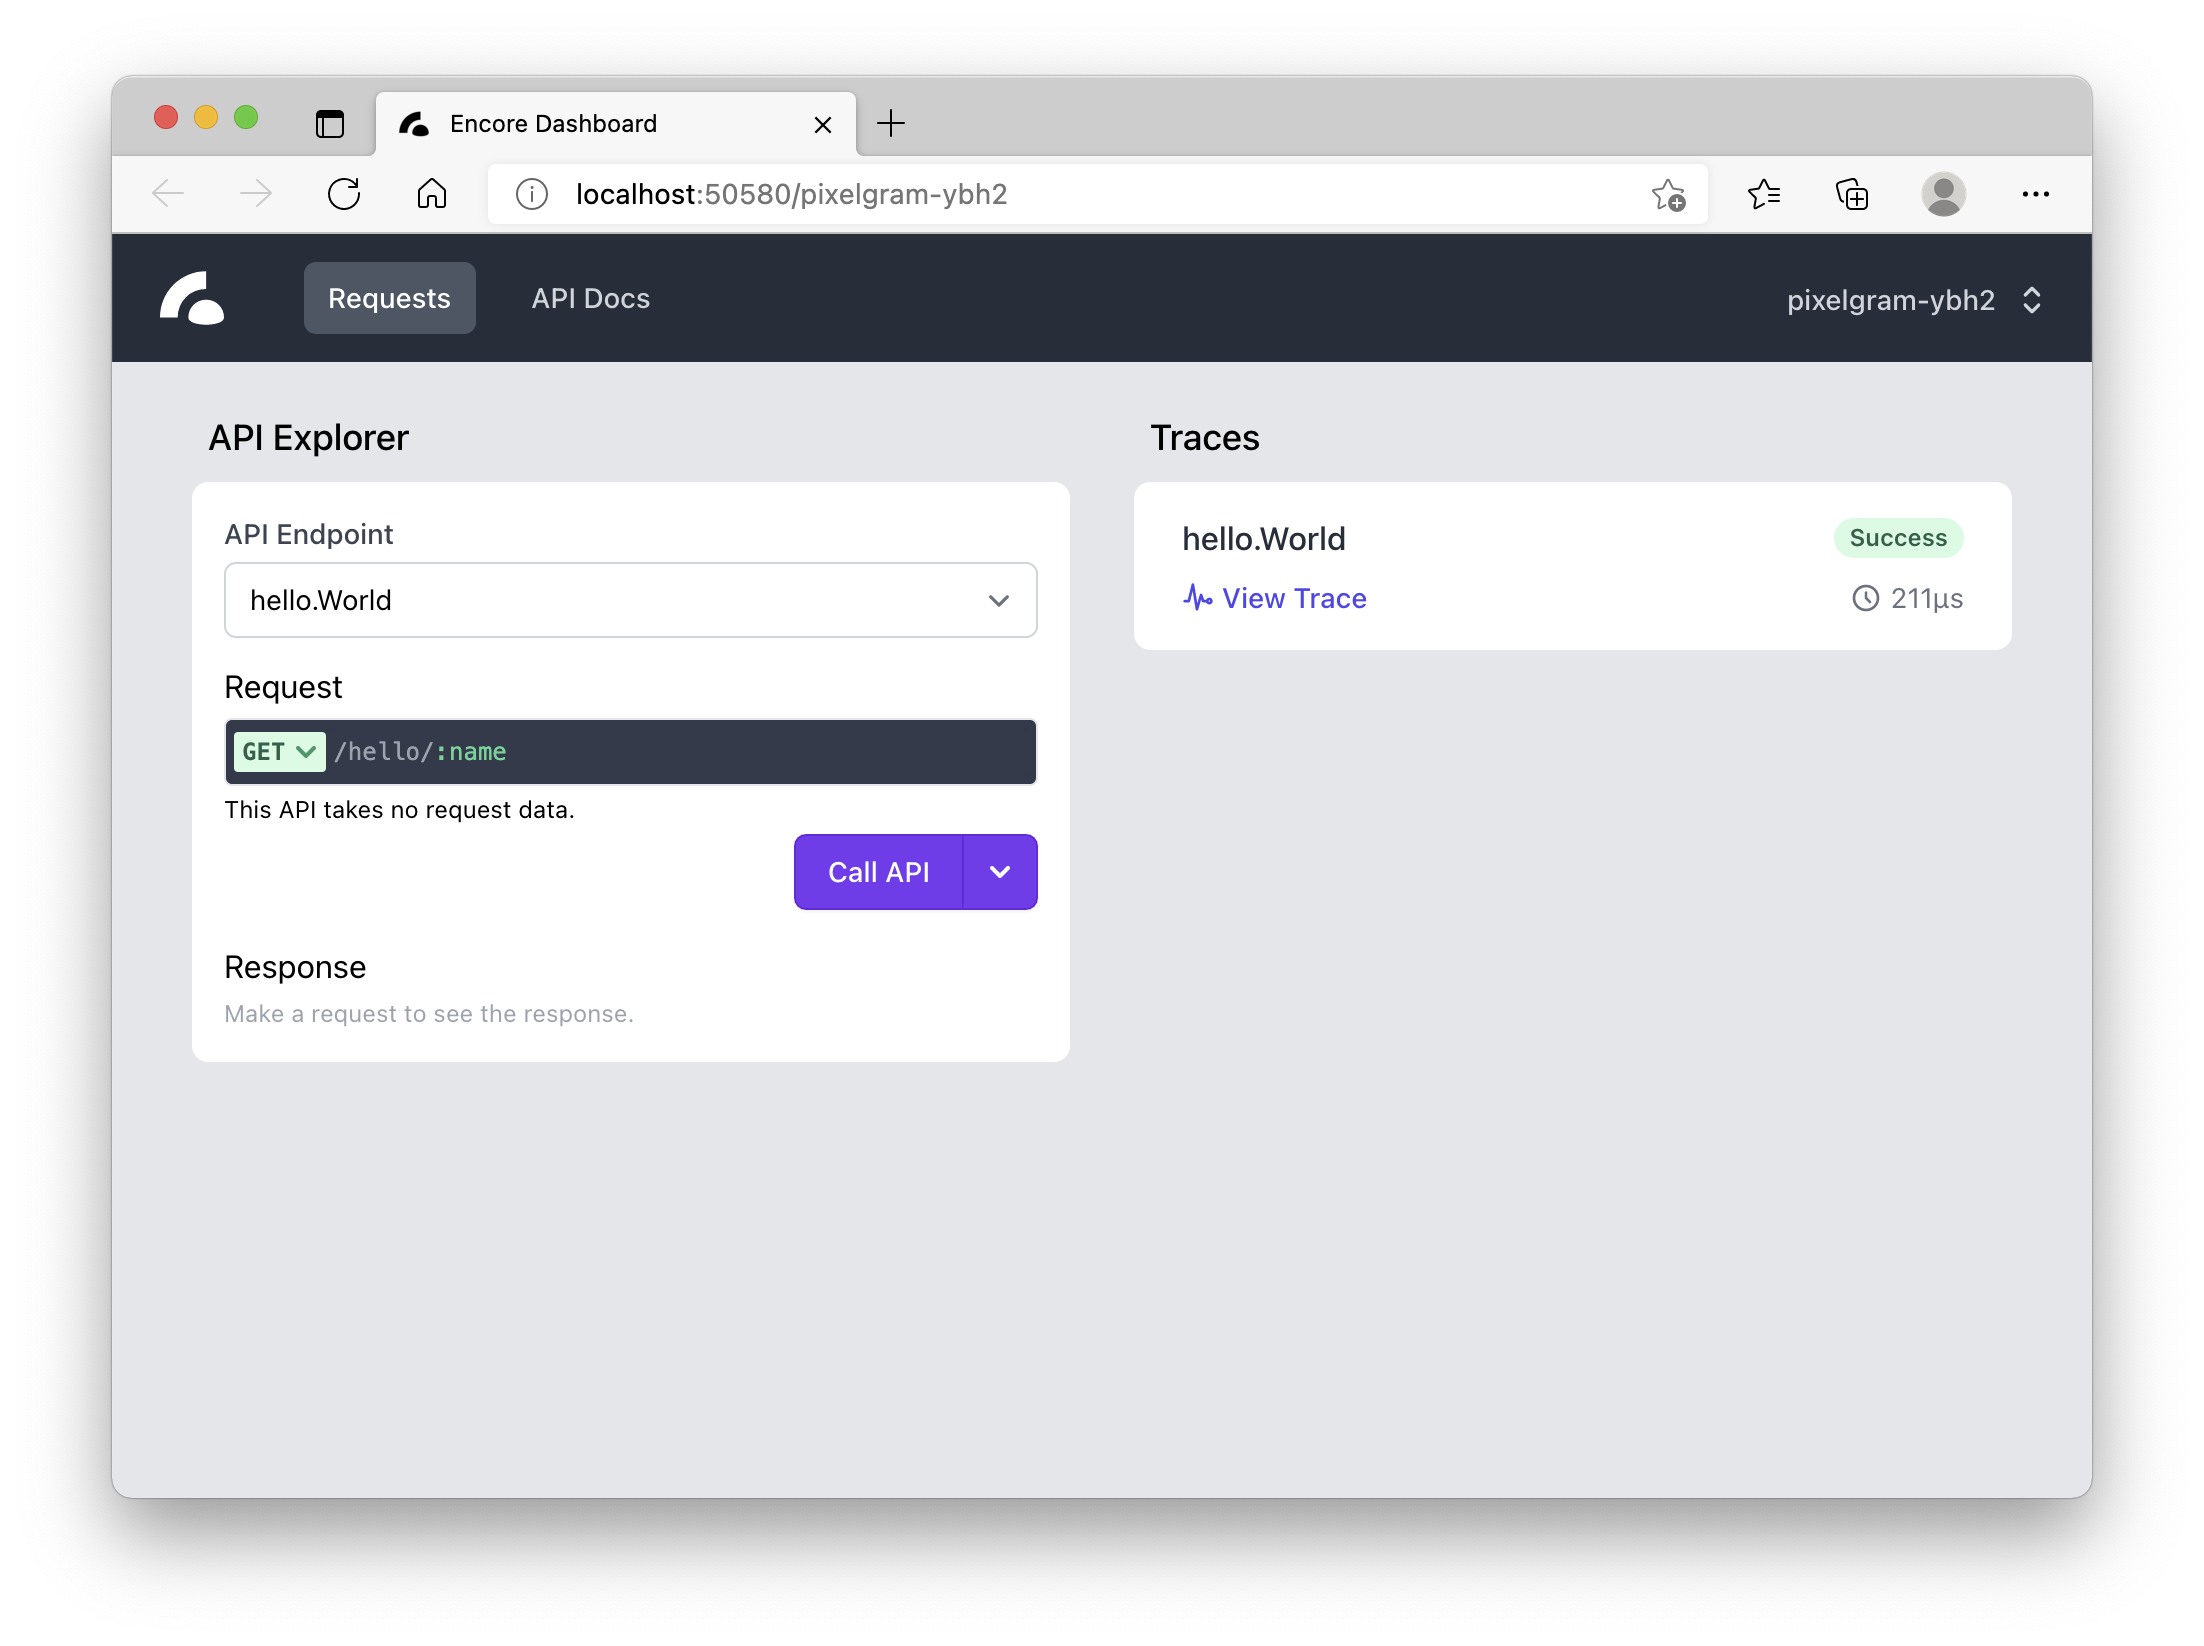 Encore Dashboard
localhost:50580/pixelgram-ybh2
Requests
API Docs
pixelgram-ybh2
API Explorer
API Endpoint
hello.World
Request
GET /hello/:name
This API takes no request data.
Call API
Response
Make a request to see the response.
Traces
hello.World
Success
View Trace
211µs